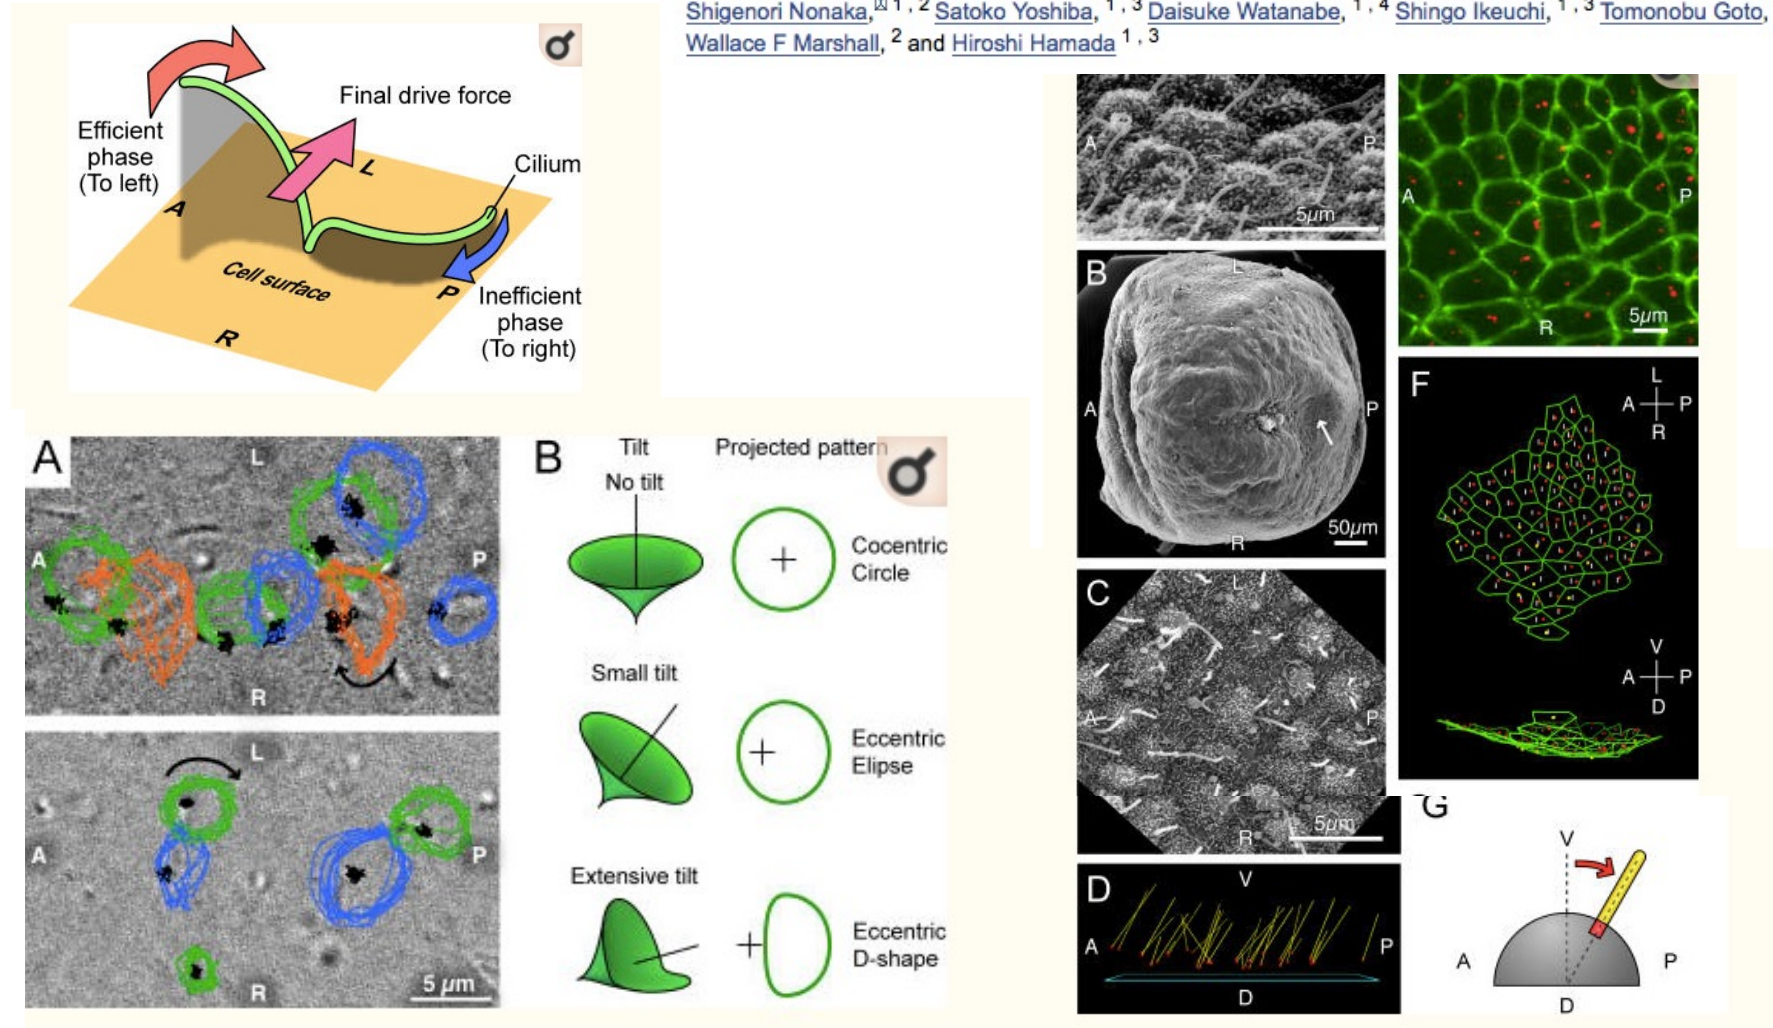 Shigenori Nonaka, 1 , 2 Satoko Yoshiba, 1 , 3 Daisuke Watanabe, 1 , 4 Shingo Ikeuchi, 1 , 3 Tomonobu Goto,
Wallace F Marshall, 2 and Hiroshi Hamada 1 , 3
Efficient
phase
(To left)
Final drive force
Cilium
L
A
Cell surface
P
R
Inefficient
phase
(To right)
A
L
A
P
R
L
A
P
R
5 µm
B
Tilt
Projected pattern
No tilt
Cocentric
Circle
Small tilt
Eccentric
Elipse
Extensive tilt
Eccentric
D-shape
A
P
5µm
B
L
A
P
50µm
R
C
L
A
P
R
5µm
D
V
A
P
D
A
P
R
5µm
F
L
A
P
R
V
A
P
D
G
V
A
P
D